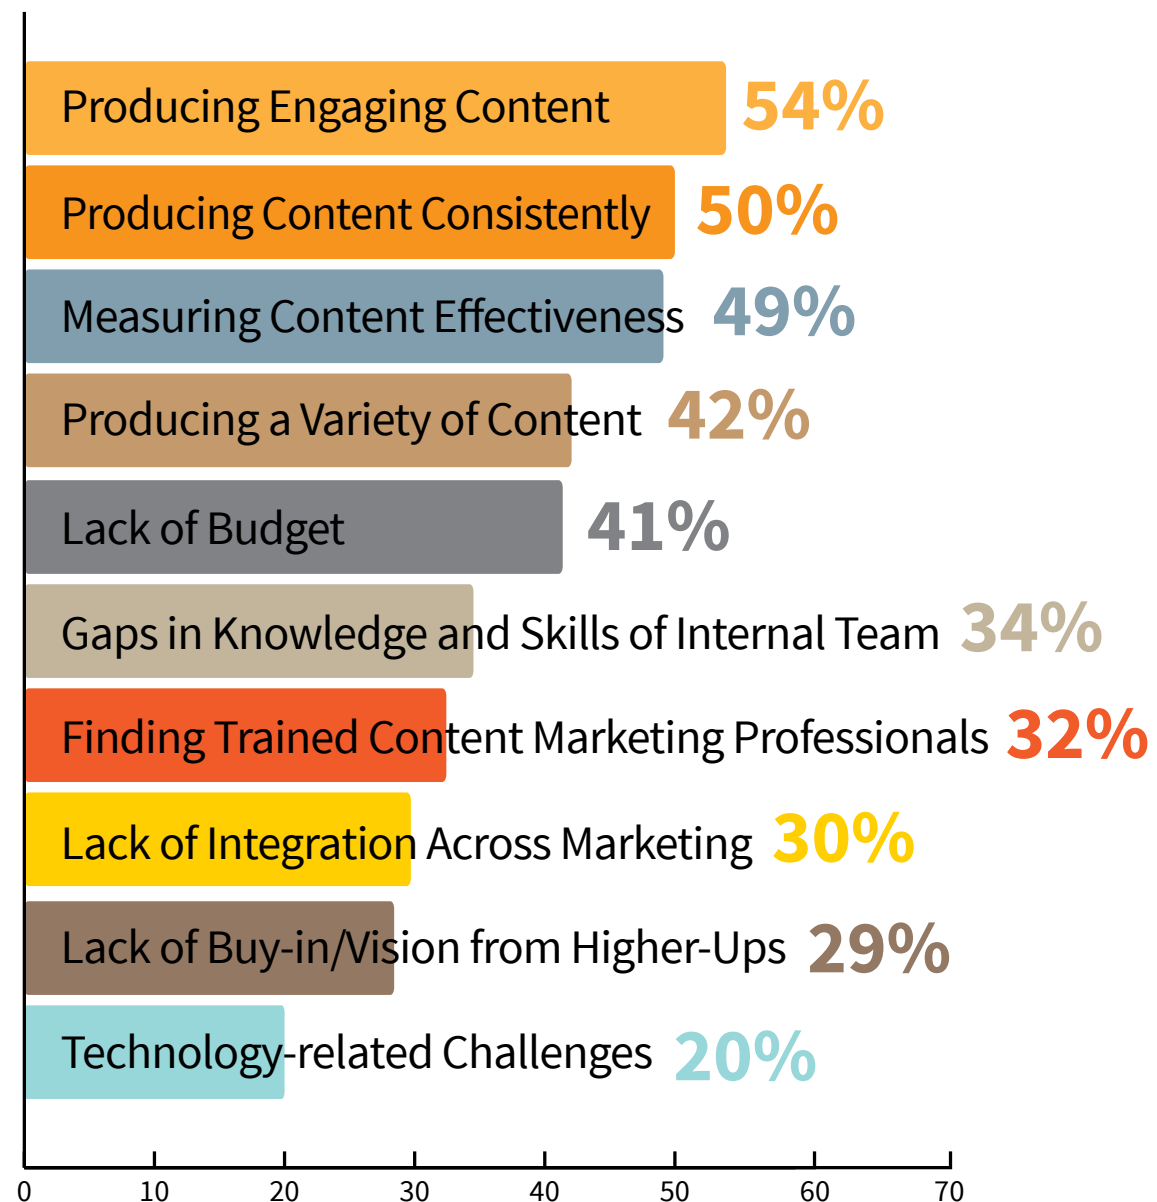 Producing Engaging Content 54%
Producing Content Consistently 50%
Measuring Content Effectiveness 49%
Producing a Variety of Content 42%
Lack of Budget 41%
Gaps in Knowledge and Skills of Internal Team 34%
Finding Trained Content Marketing Professionals 32%
Lack of Integration Across Marketing 30%
Lack of Buy-in/Vision from Higher-Ups 29%
Technology-related Challenges 20%
0 10 20 30 40 50 60 70